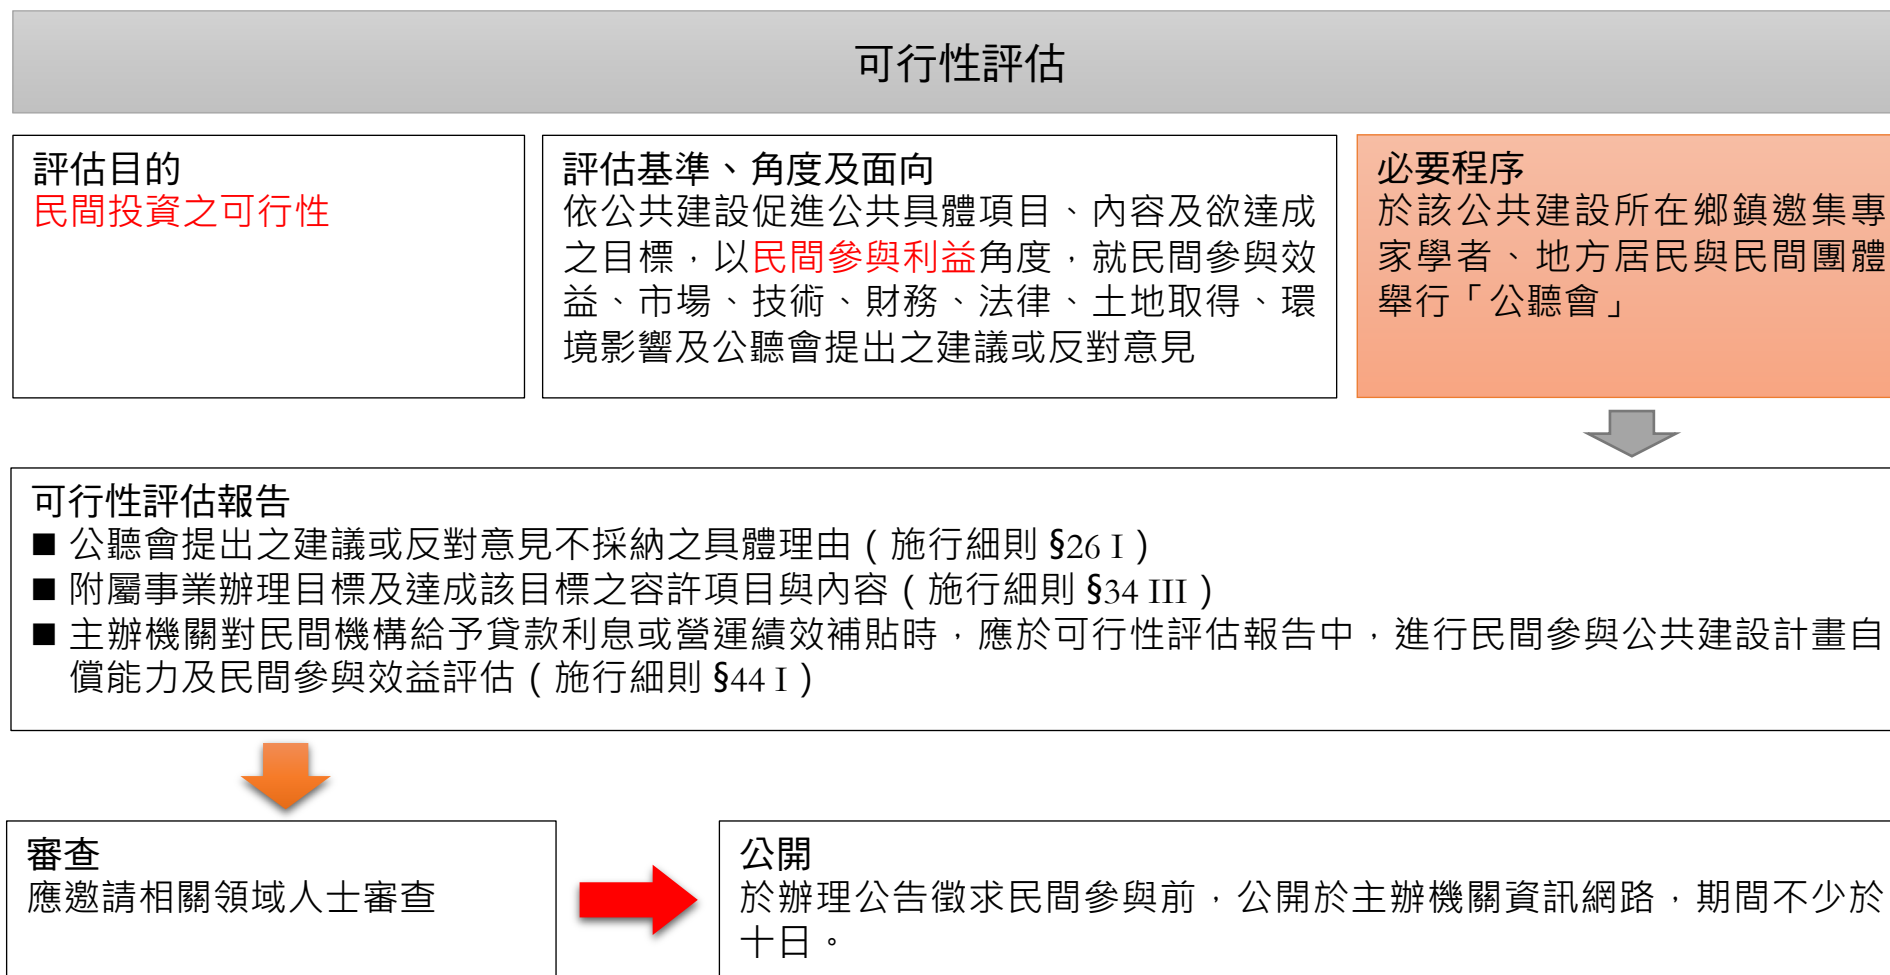 可行性評估
評估目的
民間投資之可行性
評估基準、角度及面向
依公共建設促進公共具體項目、內容及欲達成
之目標，以民間參與利益角度，就民間參與效
益、市場、技術、財務、法律、土地取得、環
境影響及公聽會提出之建議或反對意見
必要程序
於該公共建設所在鄉鎮邀集專
家學者、地方居民與民間團體
舉行「公聽會」
可行性評估報告
■ 公聽會提出之建議或反對意見不採納之具體理由（施行細則 §26 I）
■ 附屬事業辦理目標及達成該目標之容許項目與內容（施行細則 §34 III）
■ 主辦機關對民間機構給予貸款利息或營運績效補貼時，應於可行性評估報告中，進行民間參與公共建設計畫自
償能力及民間參與效益評估（施行細則 §44 I）
審查
應邀請相關領域人士審查
公開
於辦理公告徵求民間參與前，公開於主辦機關資訊網路，期間不少於
十日。